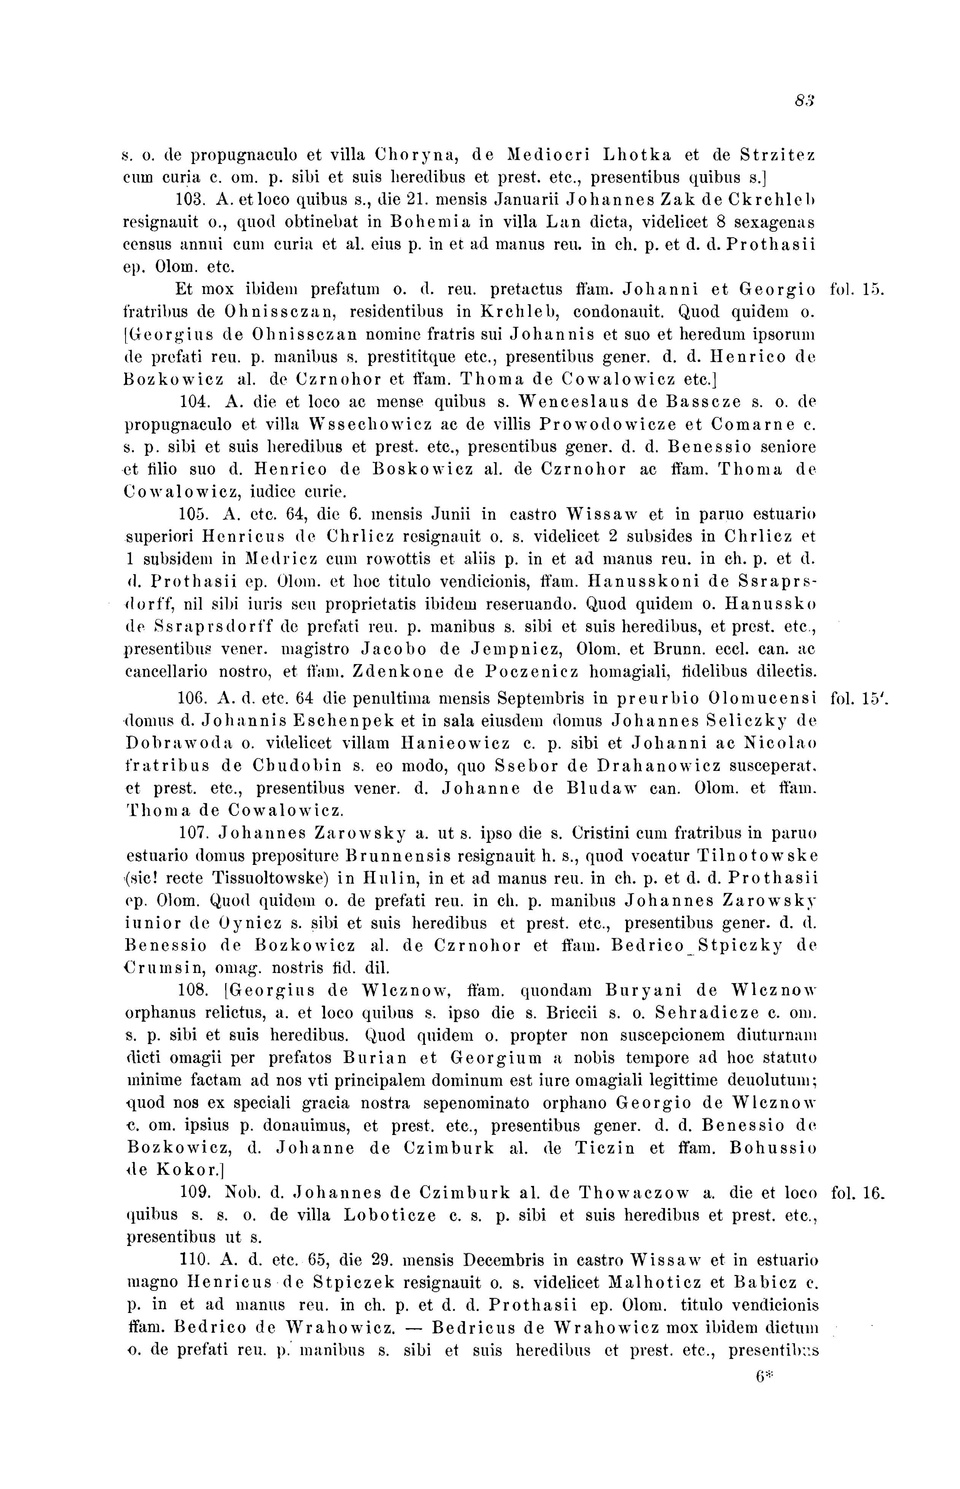 83
s. o. de propugnaculo et villa Choryna, de Mediocri Lhotka et de Strzitez
cum curia c. om. p. sibi et suis heredibus et prest. etc., presentibus quibus s.]
103. A. et loco quibus s., die 21. mensis Januarii Johannes Zak de Ckrchleb
resignauit o., quod obtinebat in Bohemia in villa Lan dicta, videlicet 8 sexagenas
census annui cum curia et al. eius p. in et ad manus reu. in ch. p. et d. d. Prothasii
ep. Olom. etc.
Et mox ibidem prefatum o. d. reu. pretactus ffam. Johanni et Georgio fol. 15.
fratribus de Ohnissczan, residentibus in Krchleb, condonauit. Quod quidem o.
[Georgius de Ohnissczan nomine fratris sui Johannis et suo et heredum ipsorum
de prefati reu. p. manibus s. prestititque etc., presentibus gener. d. d. Henrico de
Bozkowicz al. de Czrnohor et ffam. Thoma de Cowalowicz etc.]
104. A. die et loco ac mense quibus s. Wenceslaus de Basscze s. o. de
propugnaculo et villa Wssechowicz ac de villis Prowodowicze et Comarne c.
s. p. sibi et suis heredibus et prest. etc., presentibus gener. d. d. Benessio seniore
et filio suo d. Henrico de Boskowicz al. de Czrnohor ac ffam. Thoma de
Cowalowicz, iudice curie.
105. A. etc. 64, die 6. mensis Junii in castro Wissaw et in paruo estuario
superiori Henricus de Chrlicz resignauit o. s. videlicet 2 subsides in Chrlicz et
1 subsidem in Medricz cum rowottis et aliis p. in et ad manus reu. in ch. p. et d.
d. Prothasii ep. Olom. et hoc titulo vendicionis, ffam. Hanusskoni de Ssraprs-
dorff, nil sibi iuris seu proprietatis ibidem reseruando. Quod quidem o. Hanussko
de Ssraprsdorff de prefati reu. p. manibus s. sibi et suis heredibus, et prest. etc.,
presentibus vener. magistro Jacobo de Jempnicz, Olom. et Brunn. eccl. can. ac
cancellario nostro, et ffam. Zdenkone de Poczenicz homagiali, fidelibus dilectis.
106. A. d. etc. 64 die penultima mensis Septembris in preurbio Olomucensi fol. 15'.
domus d. Johannis Eschenpek et in sala eiusdem domus Johannes Seliczky de
Dobrawoda o. videlicet villam Hanieowicz c. p. sibi et Johanni ac Nicolao
fratribus de Chudobin s. eo modo, quo Ssebor de Drahanowicz susceperat.
et prest. etc., presentibus vener. d. Johanne de Bludaw can. Olom. et ffam.
Thoma de Cowalowicz.
107. Johannes Zarowsky a. ut s. ipso die s. Cristini cum fratribus in paruo
estuario domus prepositure Brunnensis resignauit h. s., quod vocatur Tilnotowske
(sic! recte Tissuoltowske) in Hulin, in et ad manus reu. in ch. p. et d. d. Prothasii
ep. Olom. Quod quidem o. de prefati reu. in ch. p. manibus Johannes Zarowsky
iunior de Oynicz s. sibi et suis heredibus et prest. etc., presentibus gener. d. d.
Benessio de Bozkowicz al. de Czrnohor et ffam. Bedrico Stpiczky de
Crumsin, omag. nostris fid. dil.
108. [Georgius de Wlcznow, ffam. quondam Buryani de Wlcznow
orphanus relictus, a. et loco quibus s. ipso die s. Briccii s. o. Sehradicze c. om.
s. p. sibi et suis heredibus. Quod quidem o. propter non suscepcionem diuturnam
dicti omagii per prefatos Burian et Georgium a nobis tempore ad hoc statuto
minime factam ad nos vti principalem dominum est iure omagiali legittime deuolutum;
quod nos ex speciali gracia nostra sepenominato orphano Georgio de Wlcznow
c. om. ipsius p. donauimus, et prest. etc., presentibus gener. d. d. Benessio de
Bozkowicz, d. Johanne de Czimburk al. de Ticzin et ffam. Bohussio
de Kokor.]
109. Nob. d. Johannes de Czimburk al. de Thowaczow a. die et loco fol. 16.
quibus s. s. o. de villa Loboticze c. s. p. sibi et suis heredibus et prest. etc.,
presentibus ut s.
110. A. d. etc. 65, die 29. mensis Decembris in castro Wissaw et in estuario
magno Henricus de Stpiczek resignauit o. s. videlicet Malhoticz et Babicz c.
p. in et ad manus reu. in ch. p. et d. d. Prothasii ep. Olom. titulo vendicionis
ffam. Bedrico de Wrahowicz. — Bedricus de Wrahowicz mox ibidem dictum
o. de prefati reu. p. manibus s. sibi et suis heredibus et prest. etc., presentibus
6*